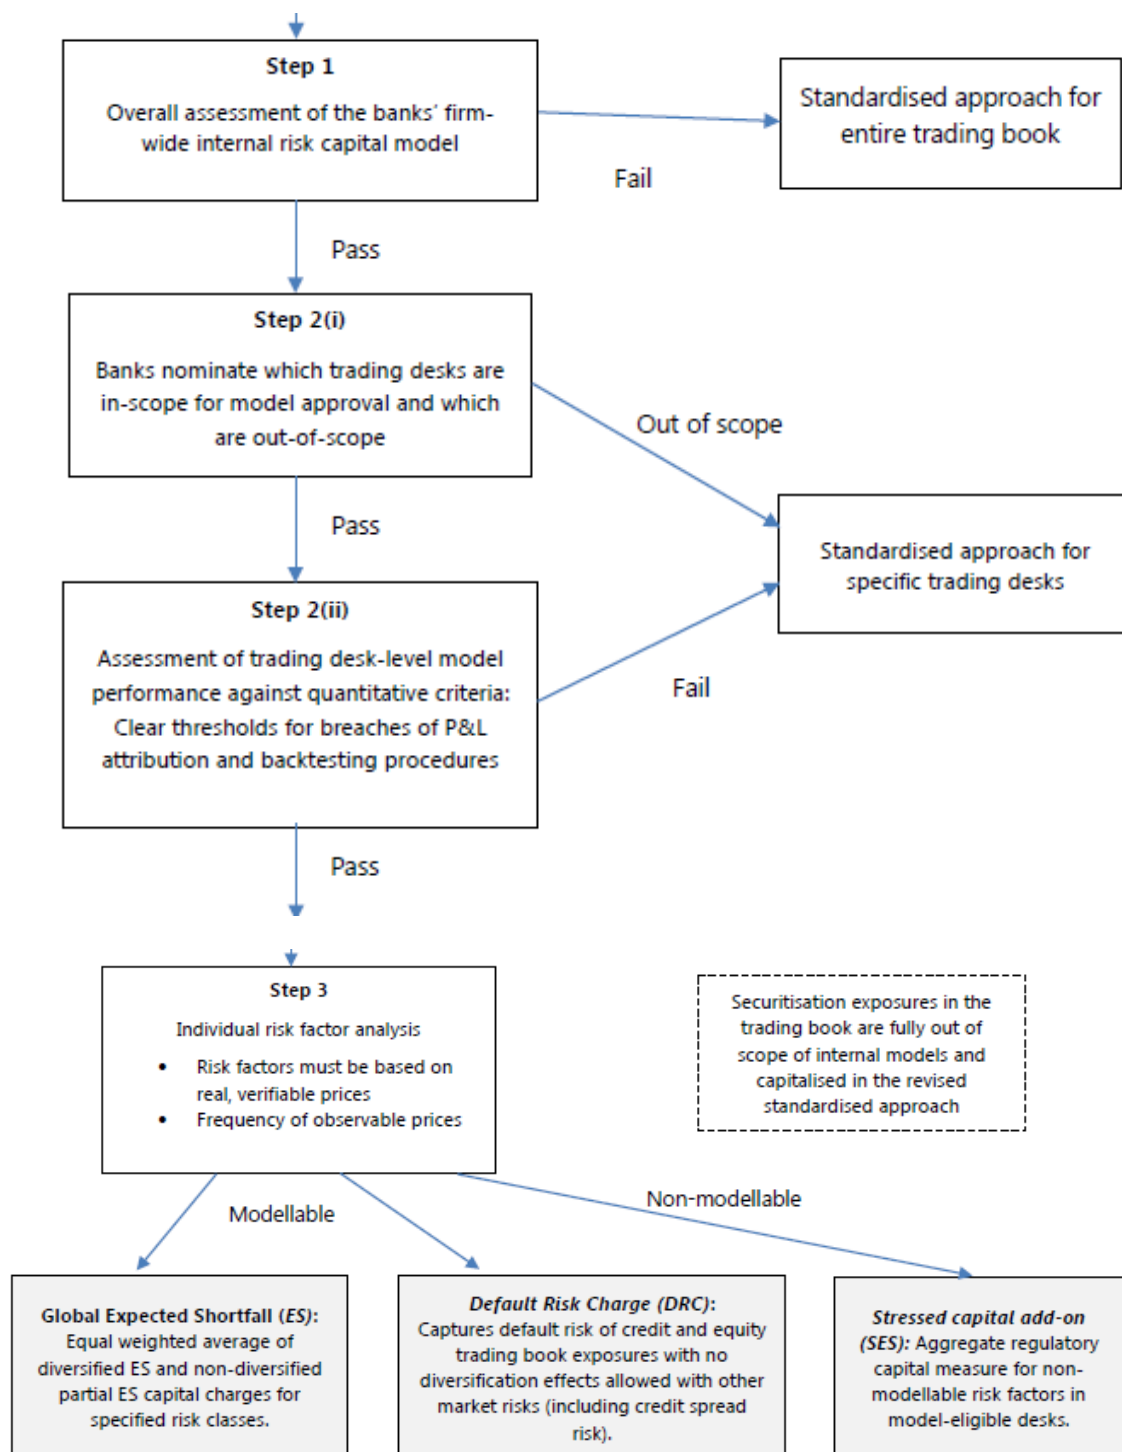 Step 1
Overall assessment of the banks’ firm-
wide internal risk capital model
Standardised approach for
entire trading book
Fail
Pass
Step 2(i)
Banks nominate which trading desks are
in-scope for model approval and which
are out-of-scope
Out of scope
Pass
Standardised approach for
specific trading desks
Step 2(ii)
Assessment of trading desk-level model
performance against quantitative criteria:
Clear thresholds for breaches of P&L
attribution and backtesting procedures
Fail
Pass
Step 3
Individual risk factor analysis
• Risk factors must be based on
real, verifiable prices
• Frequency of observable prices
Securitisation exposures in the
trading book are fully out of
scope of internal models and
capitalised in the revised
standardised approach
Modellable
Non-modellable
Global Expected Shortfall (ES):
Equal weighted average of
diversified ES and non-diversified
partial ES capital charges for
specified risk classes.
Default Risk Charge (DRC):
Captures default risk of credit and equity
trading book exposures with no
diversification effects allowed with other
market risks (including credit spread
risk).
Stressed capital add-on
(SES): Aggregate regulatory
capital measure for non-
modellable risk factors in
model-eligible desks.